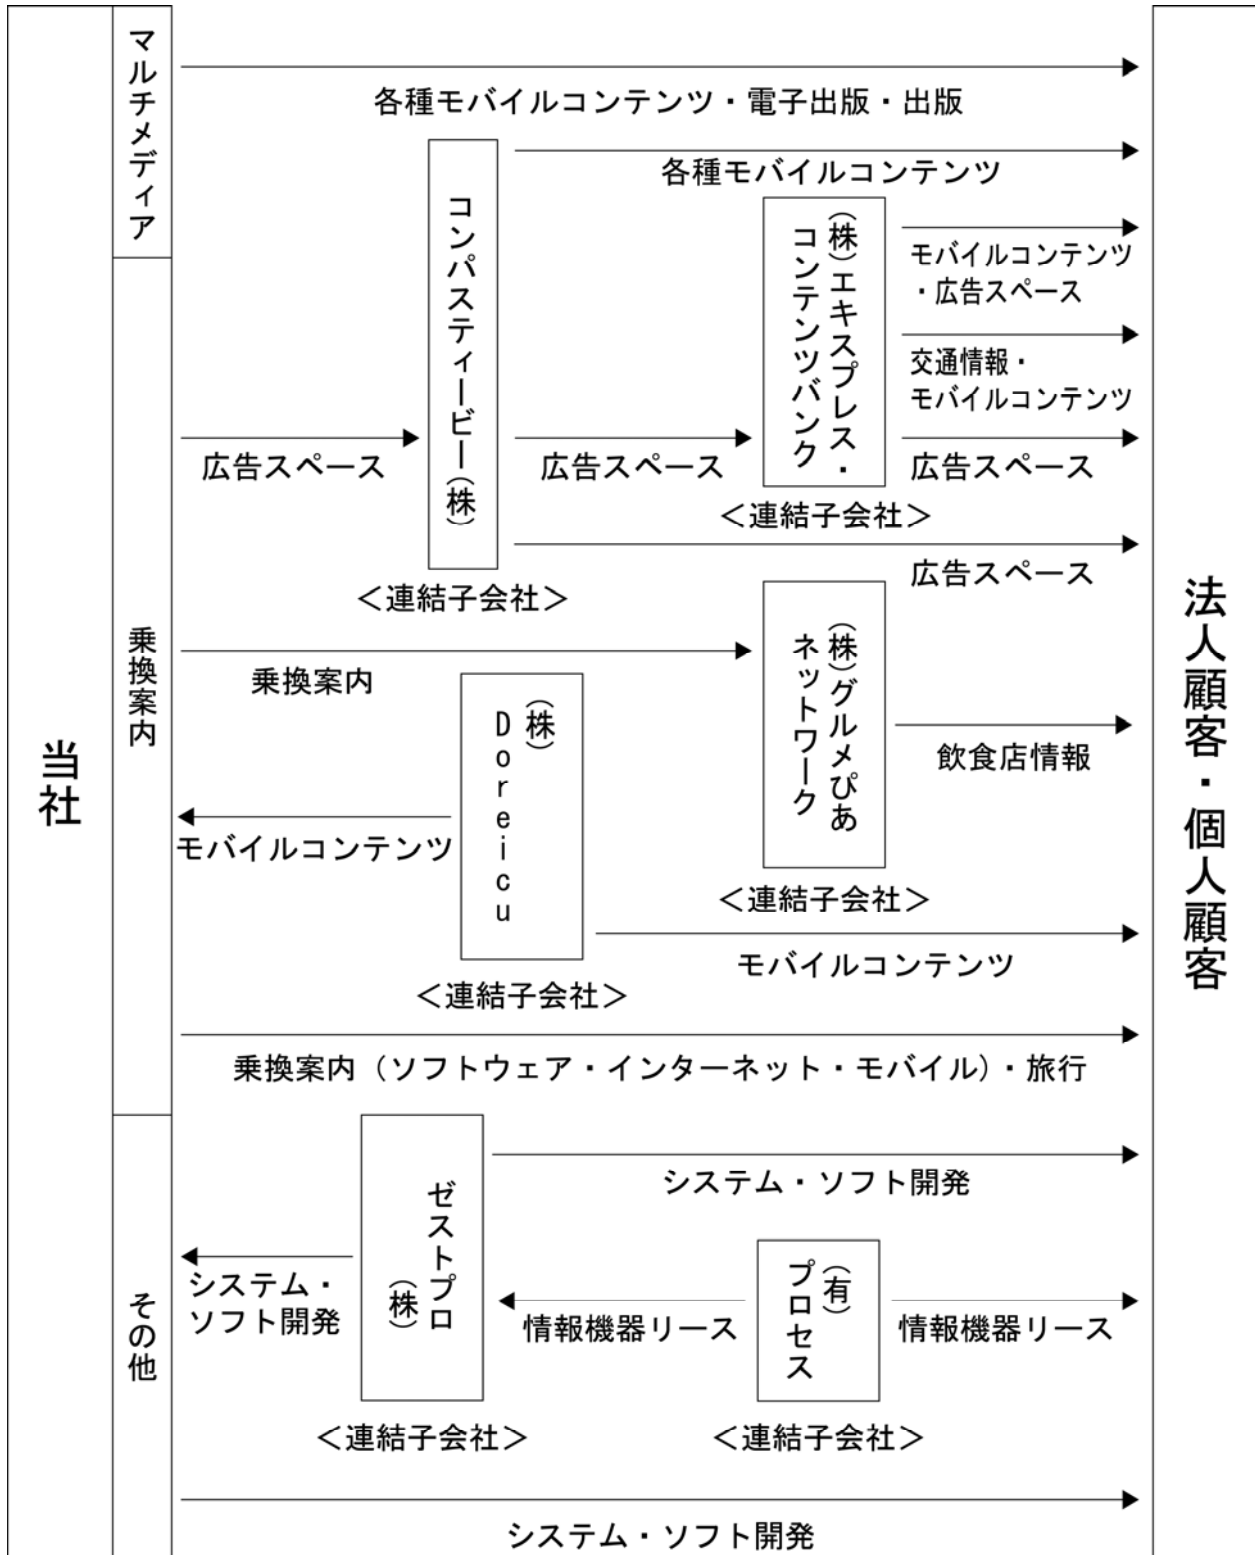 当社
マルチメディア
乗換案内
その他
各種モバイルコンテンツ・電子出版・出版
各種モバイルコンテンツ
コンパスティービー(株)
<連結子会社>
(株)エキスプレス・
コンテンツバンク
<連結子会社>
モバイルコンテンツ
・広告スペース
交通情報・
モバイルコンテンツ
広告スペース
広告スペース
広告スペース
広告スペース
乗換案内
(株)グルメぴあ
ネットワーク
<連結子会社>
飲食店情報
(株)
Doreicu
<連結子会社>
モバイルコンテンツ
モバイルコンテンツ
乗換案内(ソフトウェア・インターネット・モバイル)・旅行
ゼストプロ
(株)
<連結子会社>
システム・ソフト開発
システム・
ソフト開発
(有)
プロセス
<連結子会社>
情報機器リース
情報機器リース
システム・ソフト開発
法人顧客・個人顧客